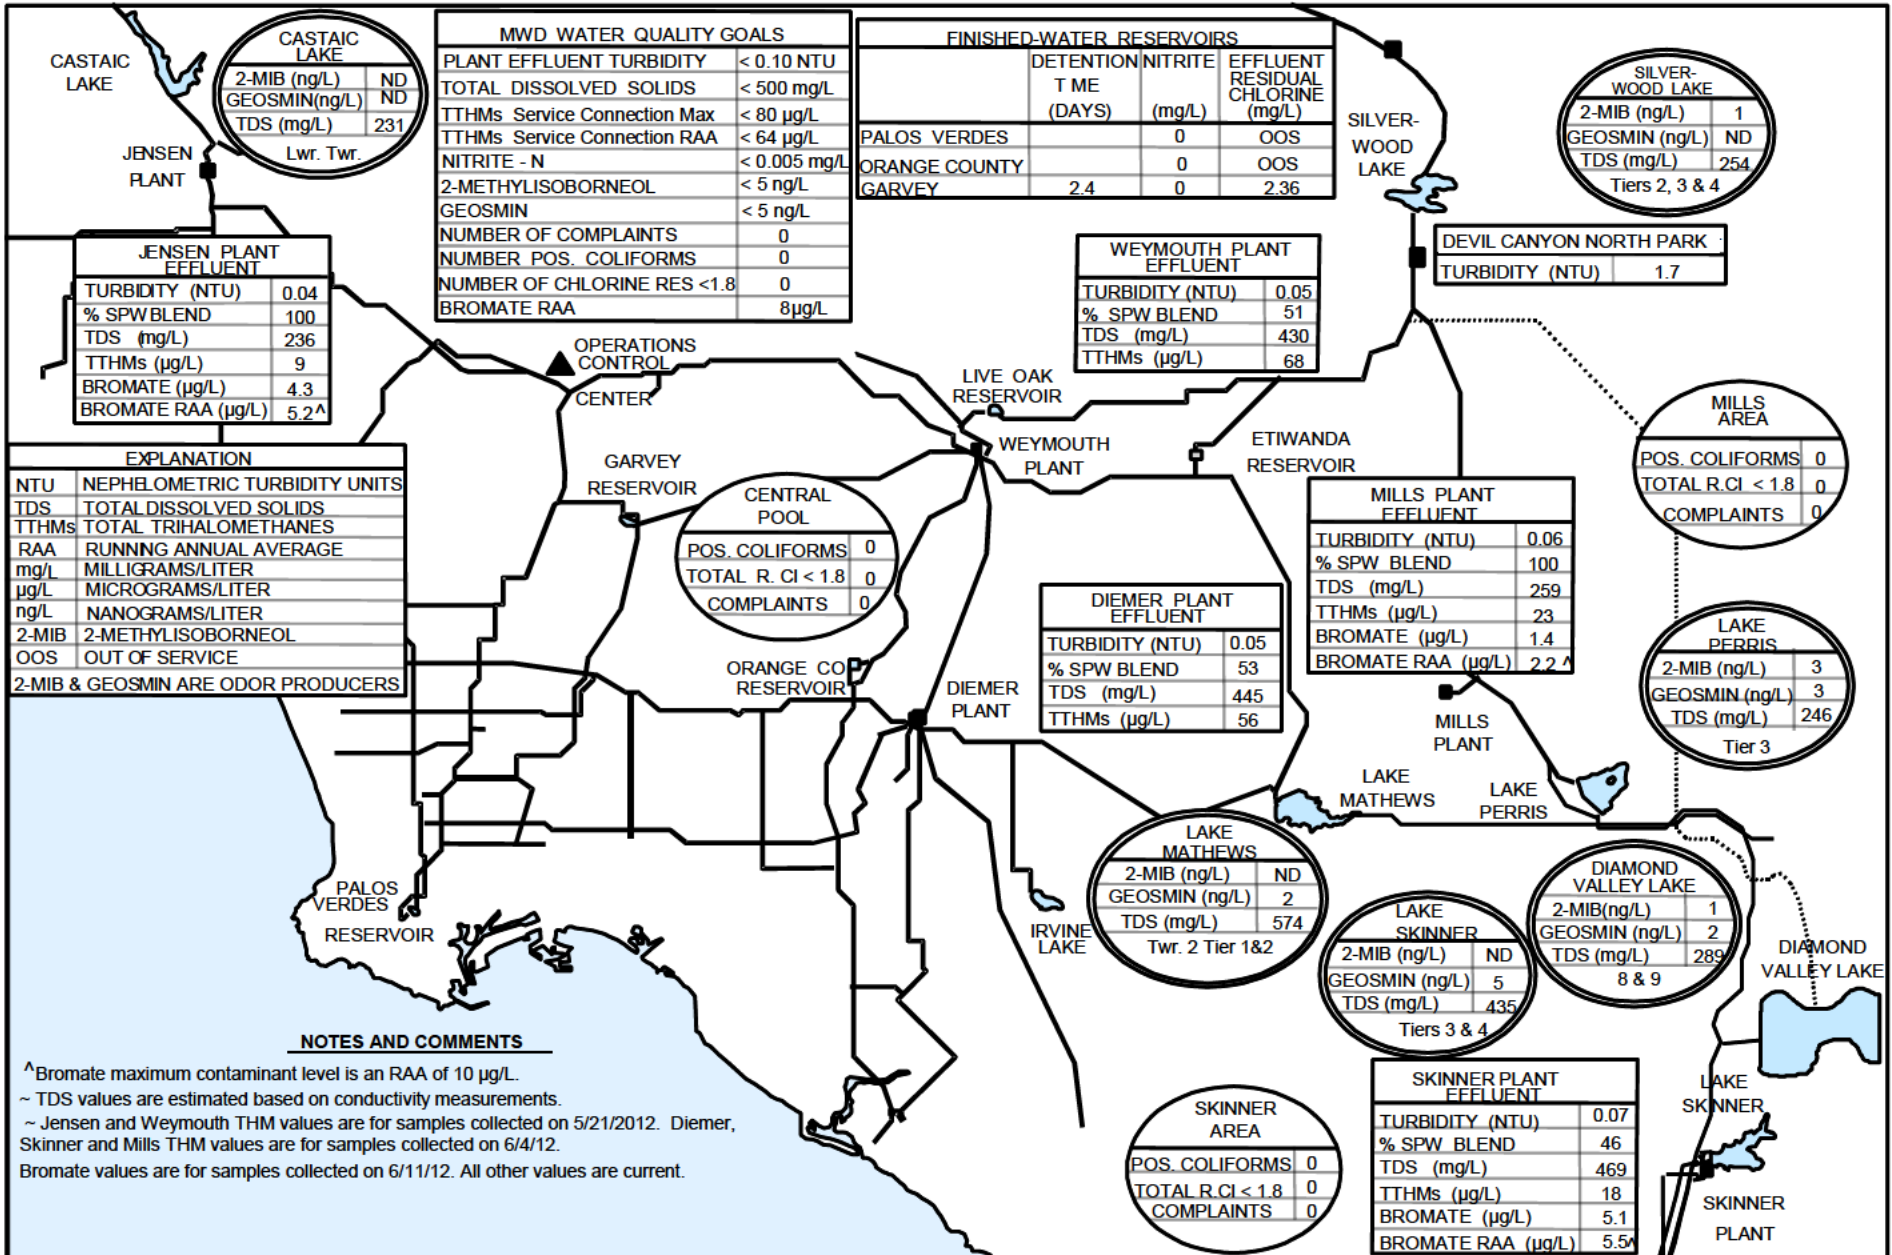 CASTAIC
LAKE
CASTAIC
LAKE
2-MIB (ng/L) ND
GEOSMIN(ng/L) ND
TDS (mg/L) 231
Lwr. Twr.
JENSEN
PLANT
MWD WATER QUALITY GOALS
PLANT EFFLUENT TURBIDITY < 0.10 NTU
TOTAL DISSOLVED SOLIDS < 500 mg/L
TTHMs Service Connection Max < 80 µg/L
TTHMs Service Connection RAA < 64 µg/L
NITRITE - N < 0.005 mg/L
2-METHYLISOBORNEOL < 5 ng/L
GEOSMIN < 5 ng/L
NUMBER OF COMPLAINTS 0
NUMBER POS. COLIFORMS 0
NUMBER OF CHLORINE RES <1.8 0
BROMATE RAA 8µg/L
FINISHED-WATER RESERVOIRS
DETENTION NITRITE EFFLUENT
T ME RESIDUAL
CHLORINE
(DAYS) (mg/L) (mg/L)
PALOS VERDES 0 OOS
ORANGE COUNTY 0 OOS
GARVEY 2.4 0 2.36
SILVER-
WOOD
LAKE
SILVER-
WOOD LAKE
2-MIB (ng/L) 1
GEOSMIN (ng/L) ND
TDS (mg/L) 254
Tiers 2, 3 & 4
DEVIL CANYON NORTH PARK
TURBIDITY (NTU) 1.7
JENSEN PLANT
EFFLUENT
TURBIDITY (NTU) 0.04
% SPW BLEND 100
TDS (mg/L) 236
TTHMs (µg/L) 9
BROMATE (µg/L) 4.3
BROMATE RAA (µg/L) 5.2^
WEYMOUTH PLANT
EFFLUENT
TURBIDITY (NTU) 0.05
% SPW BLEND 51
TDS (mg/L) 430
TTHMs (µg/L) 68
OPERATIONS
CONTROL
CENTER
LIVE OAK
RESERVOIR
WEYMOUTH
PLANT
ETIWANDA
RESERVOIR
MILLS
AREA
POS. COLIFORMS 0
TOTAL R.Cl < 1.8 0
COMPLAINTS 0
EXPLANATION
NTU NEPHELOMETRIC TURBIDITY UNITS
TDS TOTAL DISSOLVED SOLIDS
TTHMs TOTAL TRIHALOMETHANES
RAA RUNNING ANNUAL AVERAGE
mg/L MILLIGRAMS/LITER
µg/L MICROGRAMS/LITER
ng/L NANOGRAMS/LITER
2-MIB 2-METHYLISOBORNEOL
OOS OUT OF SERVICE
2-MIB & GEOSMIN ARE ODOR PRODUCERS
GARVEY
RESERVOIR
CENTRAL
POOL
POS. COLIFORMS 0
TOTAL R. Cl < 1.8 0
COMPLAINTS 0
MILLS PLANT
EFFLUENT
TURBIDITY (NTU) 0.06
% SPW BLEND 100
TDS (mg/L) 259
TTHMs (µg/L) 23
BROMATE (µg/L) 1.4
BROMATE RAA (µg/L) 2.2 ^
DIEMER PLANT
EFFLUENT
TURBIDITY (NTU) 0.05
% SPW BLEND 53
TDS (mg/L) 445
TTHMs (µg/L) 56
LAKE
PERRIS
2-MIB (ng/L) 3
GEOSMIN (ng/L) 3
TDS (mg/L) 246
Tier 3
ORANGE CO
RESERVOIR
DIEMER
PLANT
MILLS
PLANT
LAKE
MATHEWS
LAKE
PERRIS
LAKE
MATHEWS
2-MIB (ng/L) ND
GEOSMIN (ng/L) 2
TDS (mg/L) 574
Twr. 2 Tier 1&2
DIAMOND
VALLEY LAKE
2-MIB(ng/L) 1
GEOSMIN (ng/L) 2
TDS (mg/L) 289
8 & 9
PALOS
VERDES
RESERVOIR
IRVINE
LAKE
LAKE
SKINNER
2-MIB (ng/L) ND
GEOSMIN (ng/L) 5
TDS (mg/L) 435
Tiers 3 & 4
DIAMOND
VALLEY LAKE
NOTES AND COMMENTS
^Bromate maximum contaminant level is an RAA of 10 µg/L.
~ TDS values are estimated based on conductivity measurements.
~ Jensen and Weymouth THM values are for samples collected on 5/21/2012. Diemer,
Skinner and Mills THM values are for samples collected on 6/4/12.
Bromate values are for samples collected on 6/11/12. All other values are current.
SKINNER
AREA
POS. COLIFORMS 0
TOTAL R.Cl < 1.8 0
COMPLAINTS 0
SKINNER PLANT
EFFLUENT
TURBIDITY (NTU) 0.07
% SPW BLEND 46
TDS (mg/L) 469
TTHMs (µg/L) 18
BROMATE (µg/L) 5.1
BROMATE RAA (µg/L) 5.5^
LAKE
SKINNER
SKINNER
PLANT